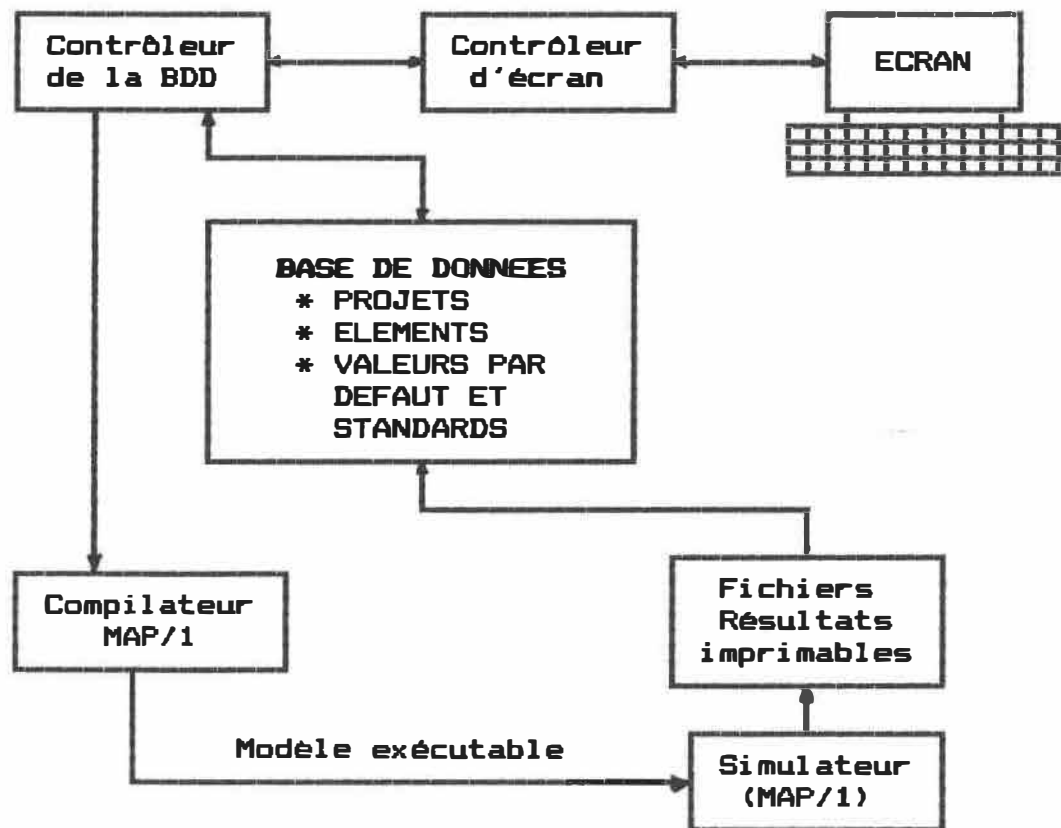 Contrôleur
de la BDD
Contrôleur
d'écran
ECRAN
BASE DE DONNEES
* PROJETS
* ELEMENTS
* VALEURS PAR
DEFAUT ET
STANDARDS
Compilateur
MAP/1
Fichiers
Résultats
imprimables
Modèle exécutable
Simulateur
(MAP/1)